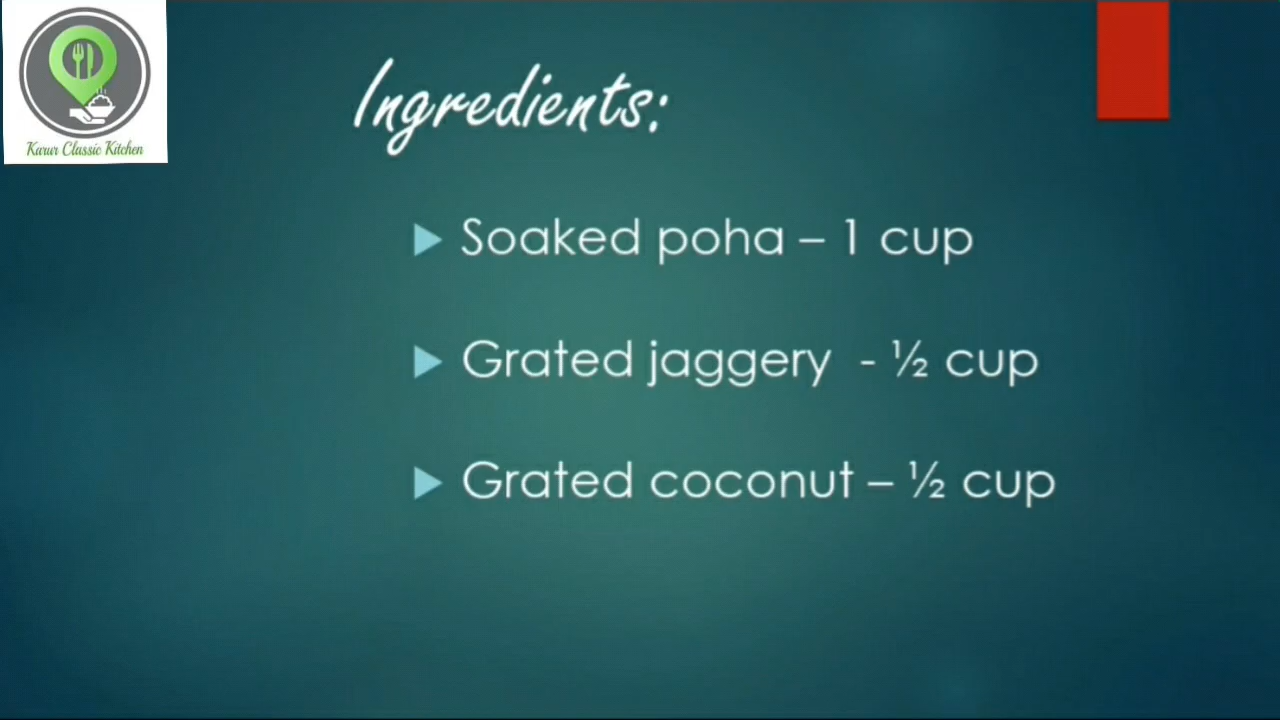 Karur Classic Kitchen
Ingredients:
Soaked poha – 1 cup
Grated jaggery - ½ cup
Grated coconut – ½ cup